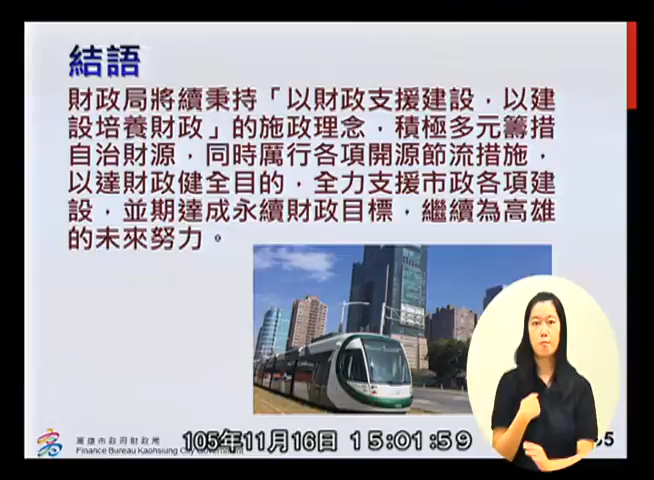 結語
財政局將續秉持「以財政支援建設，以建
設培養財政」的施政理念，積極多元籌措
自治財源，同時厲行各項開源節流措施，
以達財政健全目的，全力支援市政各項建
設，並期達成永續財政目標，繼續為高雄
的未來努力。
高雄市政府財政局
Finance Bureau Kaohsiung City Government
105年11月16日 15:01:59